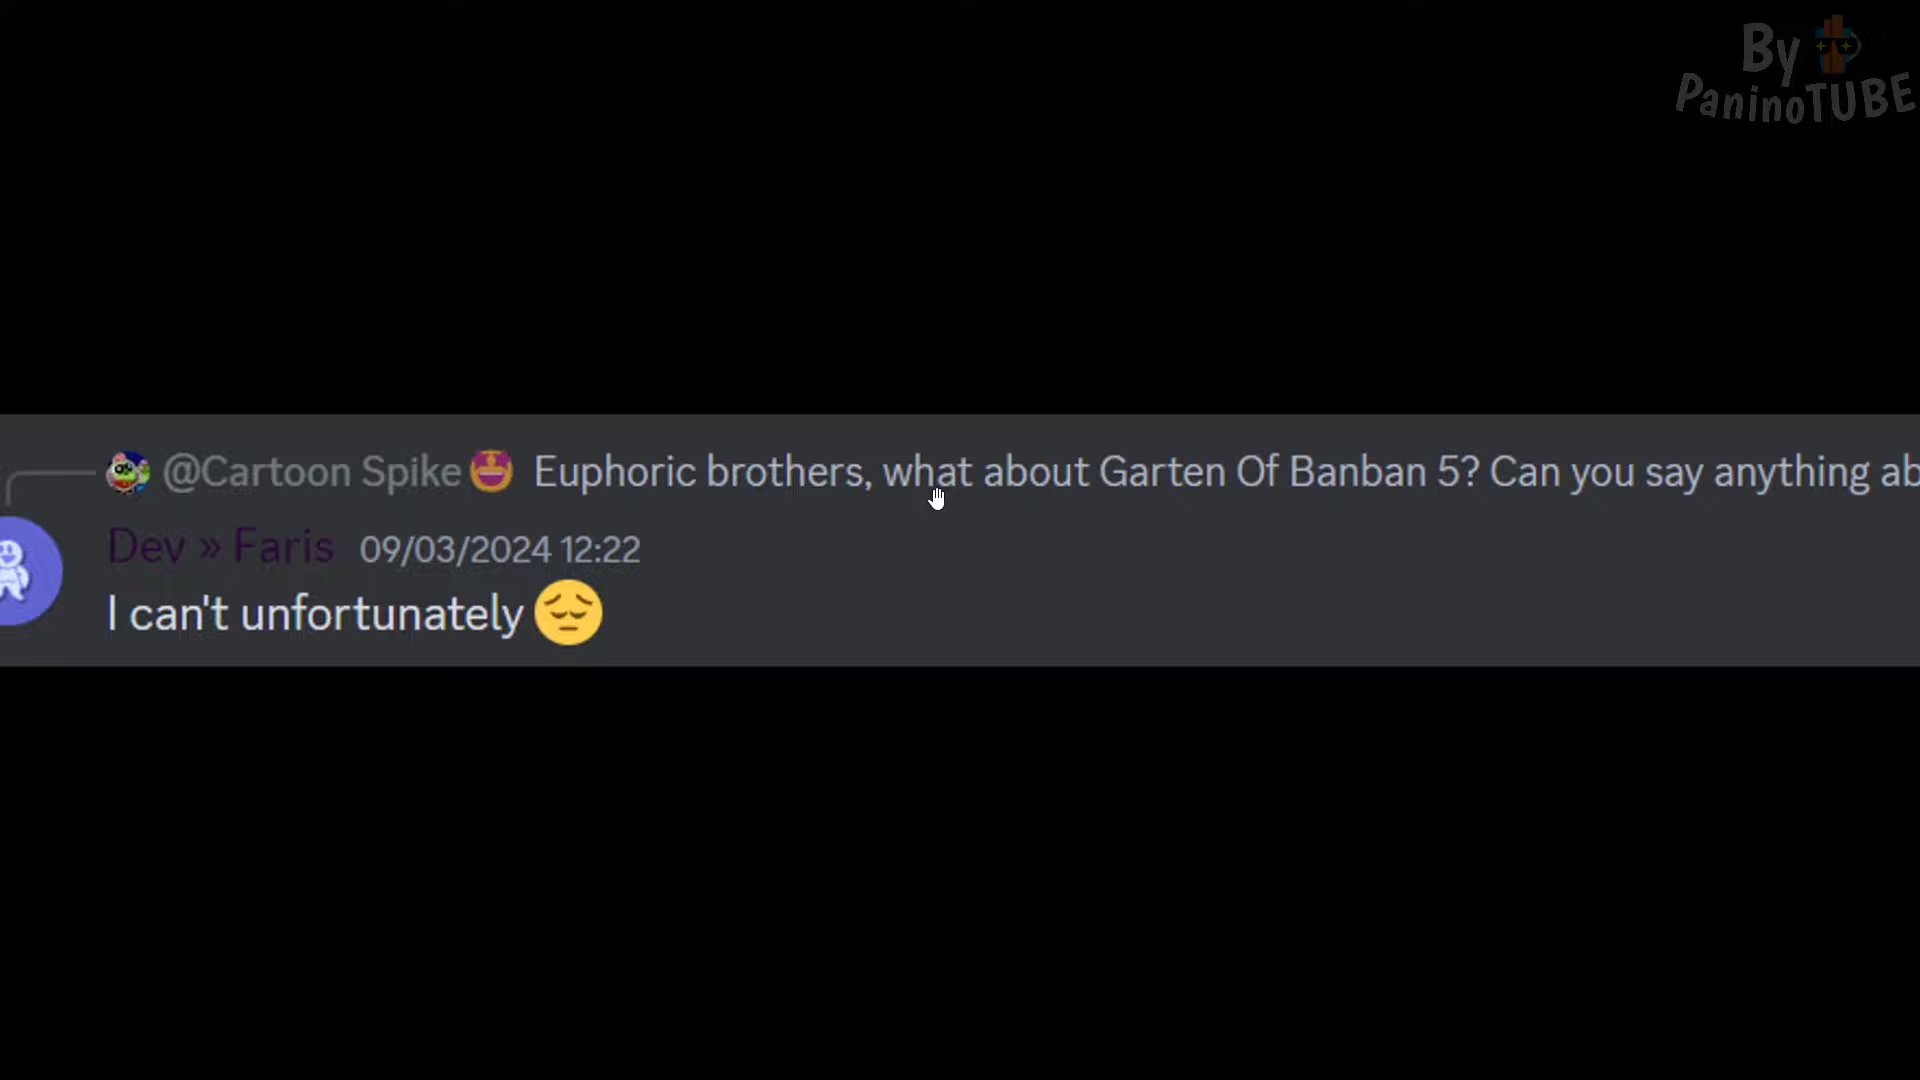 By
PaninoTUBE
@Cartoon Spike🤩 Euphoric brothers, what about Garten Of Banban 5? Can you say anything ab
Dev » Faris 09/03/2024 12:22
I can't unfortunately 😔